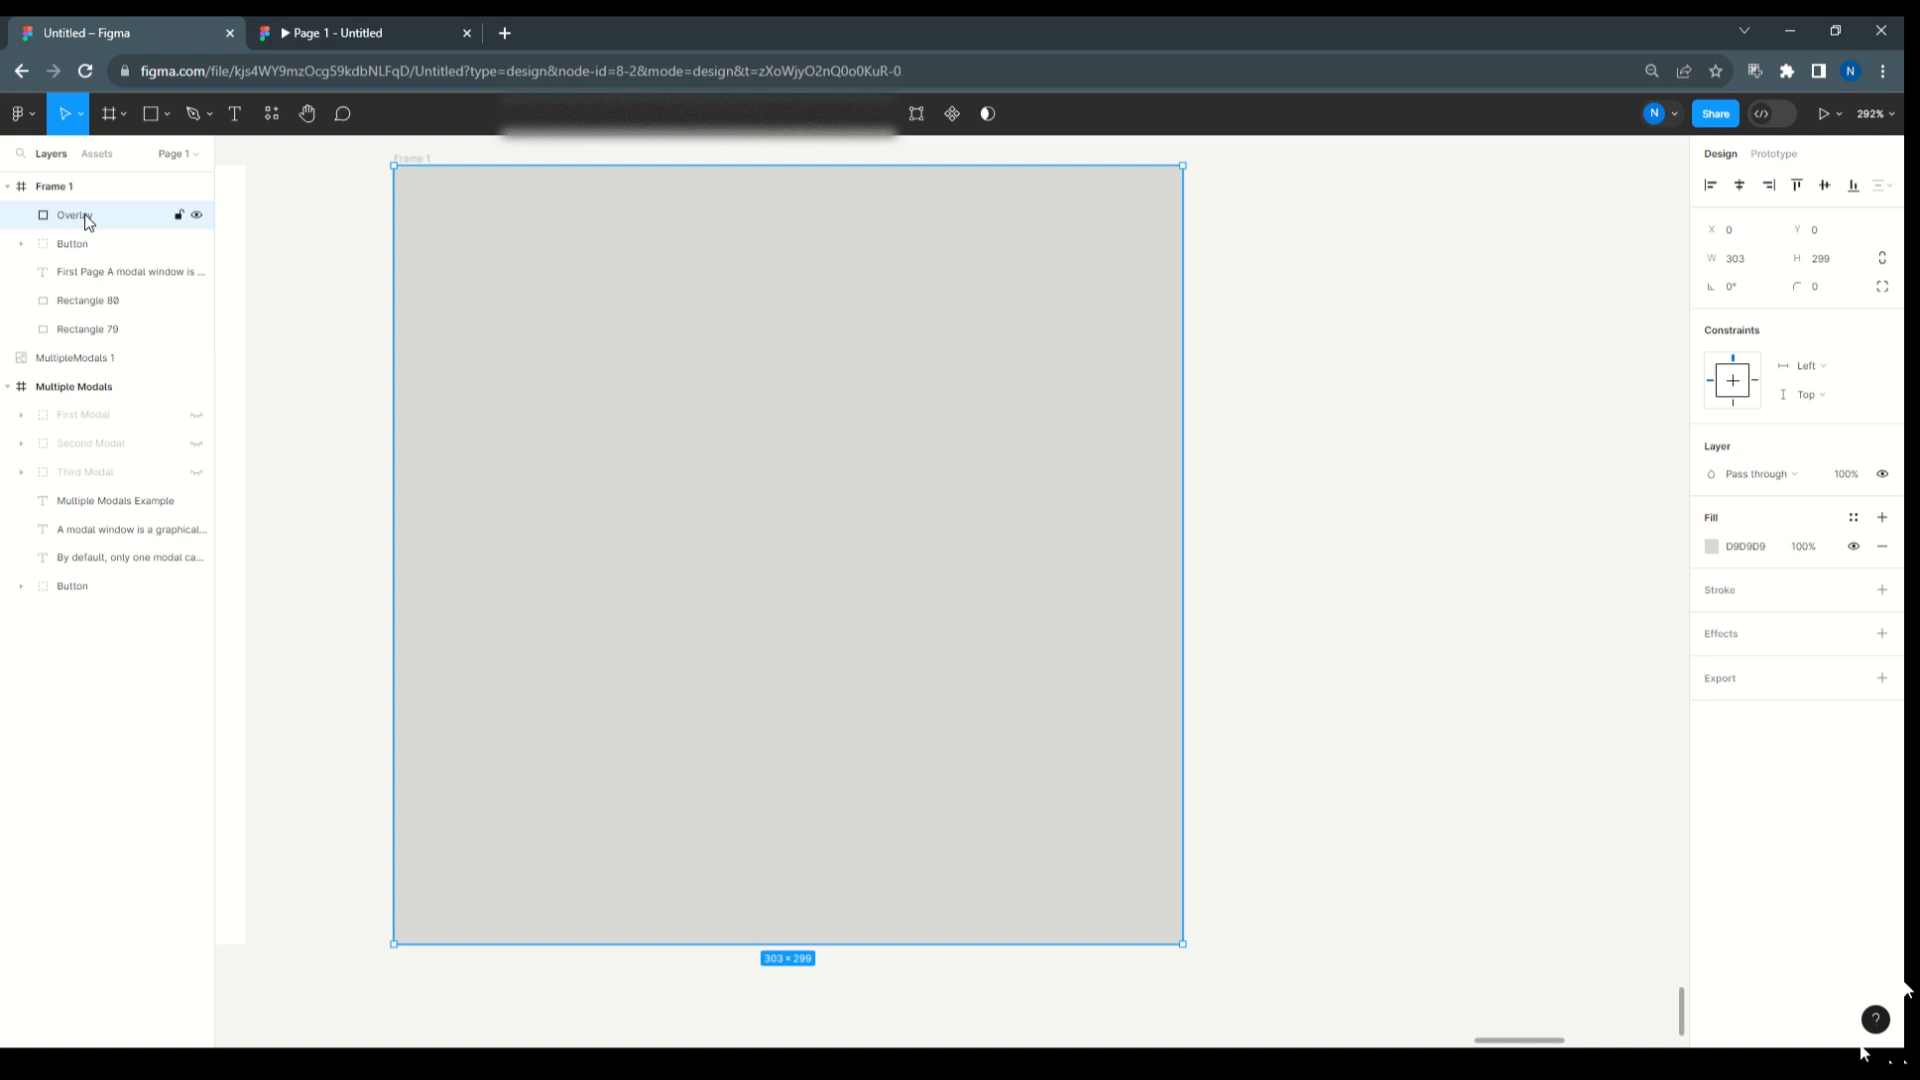 Untitled – Figma
Page 1 - Untitled
figma.com/file/kjs4WY9mzOcg59kdbNLFqD/Untitled?type=design&node-id=8-2&mode=design&t=zXoWjyO2nQ0o0KuR-0
N
T
N
Share
292%
Layers
Assets
Page 1
Frame 1
Design
Prototype
Frame 1
Overlay
Button
First Page A modal window is ...
Rectangle 80
Rectangle 79
MultipleModals 1
Multiple Modals
First Modal
Second Modal
Third Modal
Multiple Modals Example
A modal window is a graphical...
By default, only one modal ca...
Button
X 0
Y 0
W 303
H 299
0°
0
Constraints
Left
Top
Layer
Pass through
100%
Fill
D9D9D9
100%
Stroke
Effects
Export
303 × 299
?